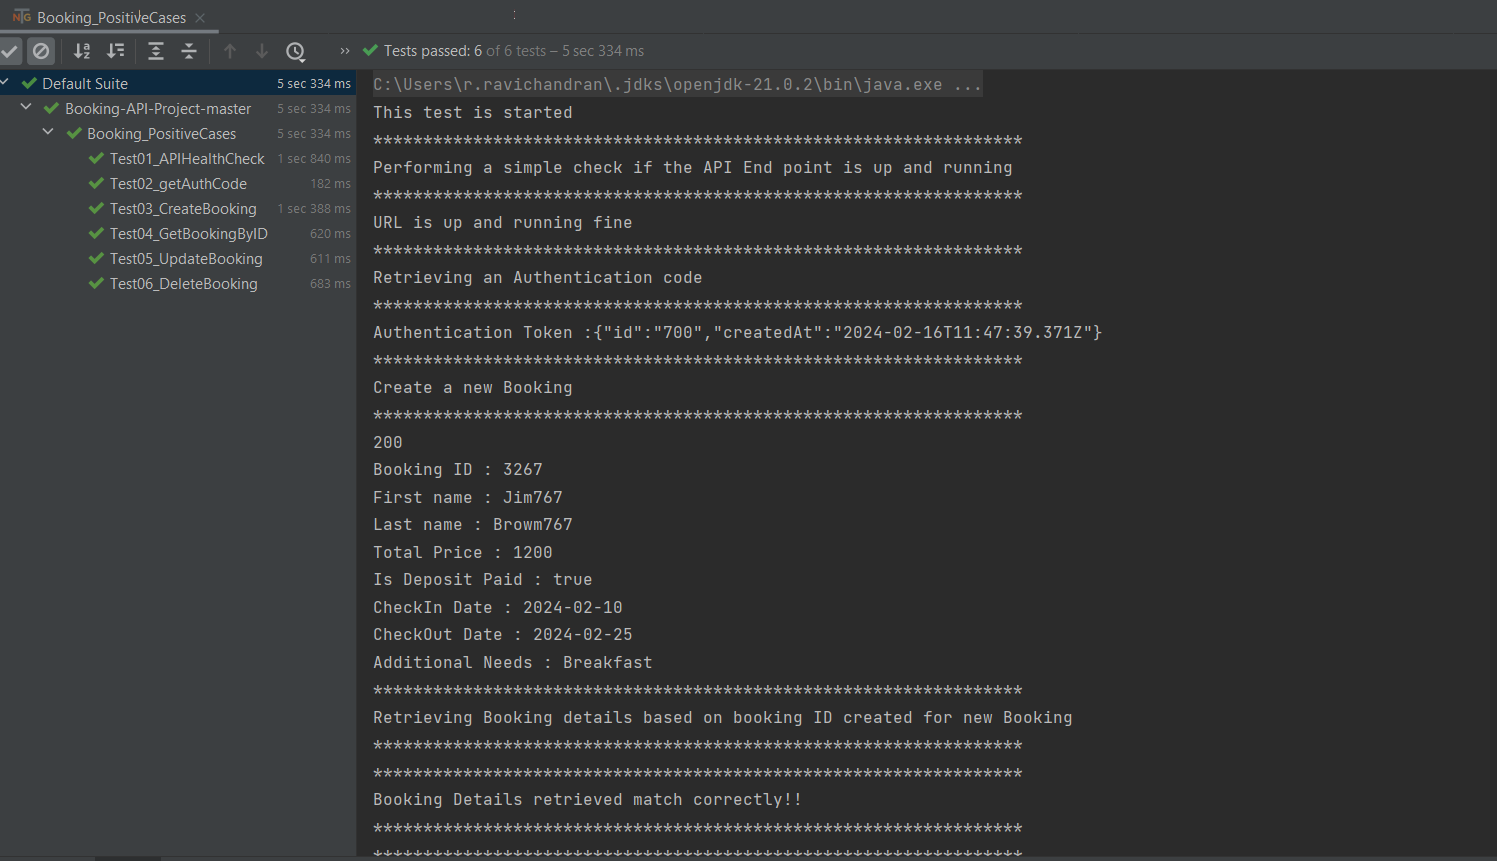 Booking_PositiveCases
Tests passed: 6 of 6 tests – 5 sec 334 ms
Default Suite 5 sec 334 ms
Booking-API-Project-master 5 sec 334 ms
Booking_PositiveCases 5 sec 334 ms
Test01_APIHealthCheck 1 sec 840 ms
Test02_getAuthCode 182 ms
Test03_CreateBooking 1 sec 388 ms
Test04_GetBookingByID 620 ms
Test05_UpdateBooking 611 ms
Test06_DeleteBooking 683 ms
C:\Users\r.ravichandran\.jdks\openjdk-21.0.2\bin\java.exe ...
This test is started
*****************************************************************
Performing a simple check if the API End point is up and running
*****************************************************************
URL is up and running fine
*****************************************************************
Retrieving an Authentication code
*****************************************************************
Authentication Token :{"id":"700","createdAt":"2024-02-16T11:47:39.371Z"}
*****************************************************************
Create a new Booking
*****************************************************************
200
Booking ID : 3267
First name : Jim767
Last name : Browm767
Total Price : 1200
Is Deposit Paid : true
CheckIn Date : 2024-02-10
CheckOut Date : 2024-02-25
Additional Needs : Breakfast
*****************************************************************
Retrieving Booking details based on booking ID created for new Booking
*****************************************************************
*****************************************************************
Booking Details retrieved match correctly!!
*****************************************************************
*****************************************************************